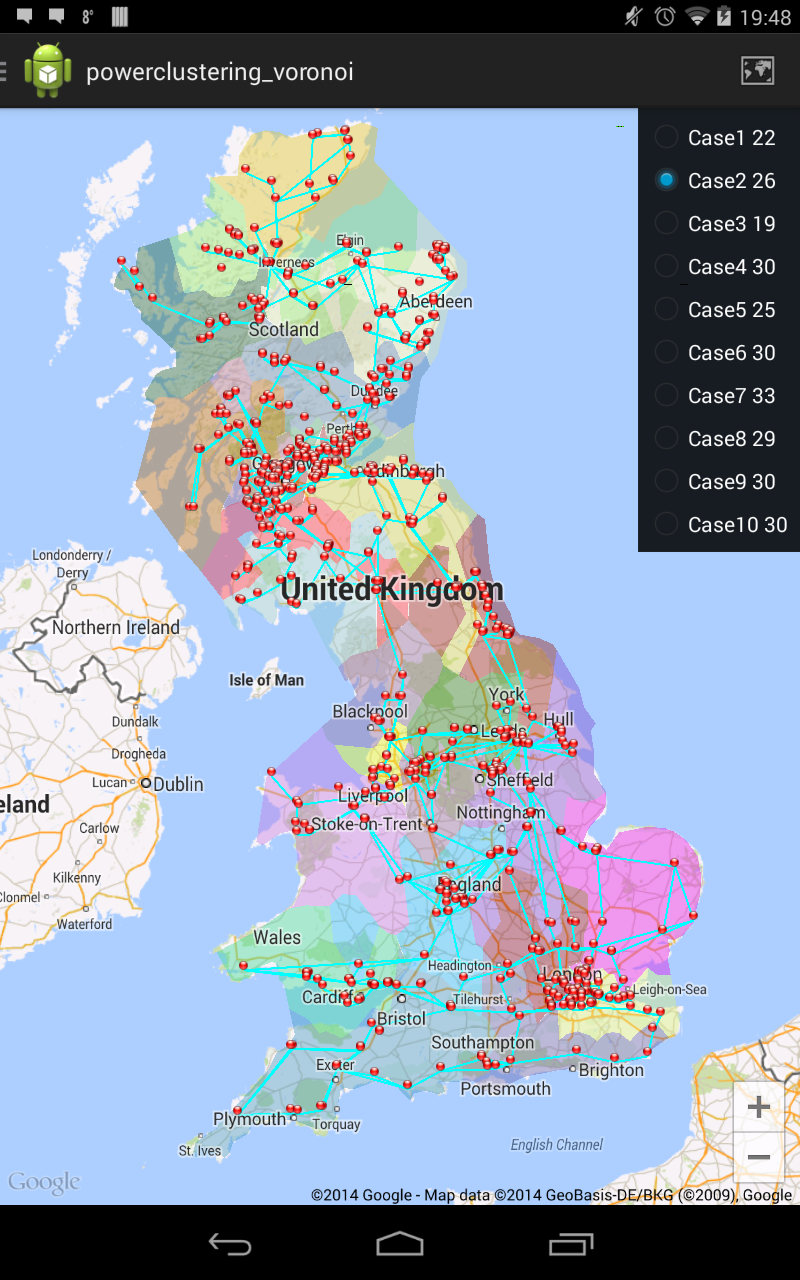 8°
19:48
powerclustering_voronoi
Case1 22
Case2 26
Case3 19
Case4 30
Case5 25
Case6 30
Case7 33
Case8 29
Case9 30
Case10 30
Elgin
Inverness
Aberdeen
Scotland
Dundee
Perth
Glasgow
Edinburgh
Londonderry /
Derry
United Kingdom
Northern Ireland
Isle of Man
York
Blackpool
Hull
Dundalk
Leeds
Drogheda
Lucan
Dublin
Sheffield
Liverpool
eland
Nottingham
Stoke-on-Trent
Carlow
Kilkenny
England
Clonmel
Waterford
Wales
Headington
London
Leigh-on-Sea
Cardiff
Tilehurst
Bristol
Southampton
Exeter
Brighton
Portsmouth
Plymouth
Torquay
St. Ives
English Channel
+
−
Google
©2014 Google - Map data ©2014 GeoBasis-DE/BKG (©2009), Google